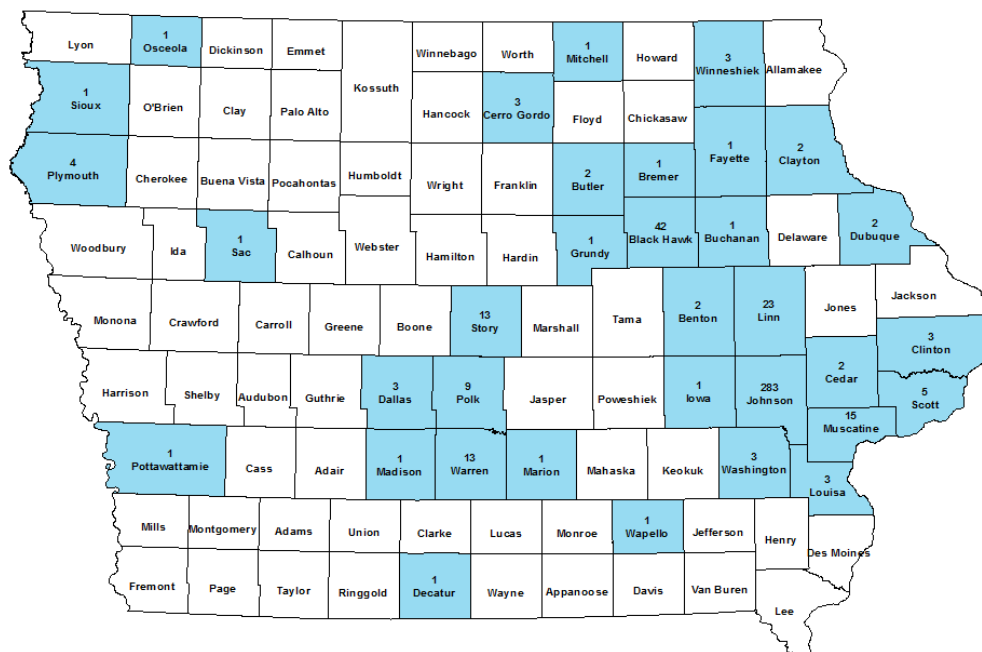 Lyon
1
Osceola
Dickinson
Emmet
Kossuth
Winnebago
Worth
1
Mitchell
Howard
3
Winneshiek
Allamakee
1
Sioux
O'Brien
Clay
Palo Alto
Hancock
3
Cerro Gordo
Floyd
Chickasaw
1
Fayette
2
Clayton
4
Plymouth
Cherokee
Buena Vista
Pocahontas
Humboldt
Wright
Franklin
2
Butler
1
Bremer
Woodbury
Ida
1
Sac
Calhoun
Webster
Hamilton
Hardin
1
Grundy
42
Black Hawk
1
Buchanan
Delaware
2
Dubuque
Monona
Crawford
Carroll
Greene
Boone
13
Story
Marshall
Tama
2
Benton
23
Linn
Jones
Jackson
3
Clinton
Harrison
Shelby
Audubon
Guthrie
3
Dallas
9
Polk
Jasper
Poweshiek
1
Iowa
283
Johnson
2
Cedar
5
Scott
15
Muscatine
1
Pottawattamie
Cass
Adair
1
Madison
13
Warren
1
Marion
Mahaska
Keokuk
3
Washington
3
Louisa
Mills
Montgomery
Adams
Union
Clarke
Lucas
Monroe
1
Wapello
Jefferson
Henry
Des Moines
Fremont
Page
Taylor
Ringgold
1
Decatur
Wayne
Appanoose
Davis
Van Buren
Lee